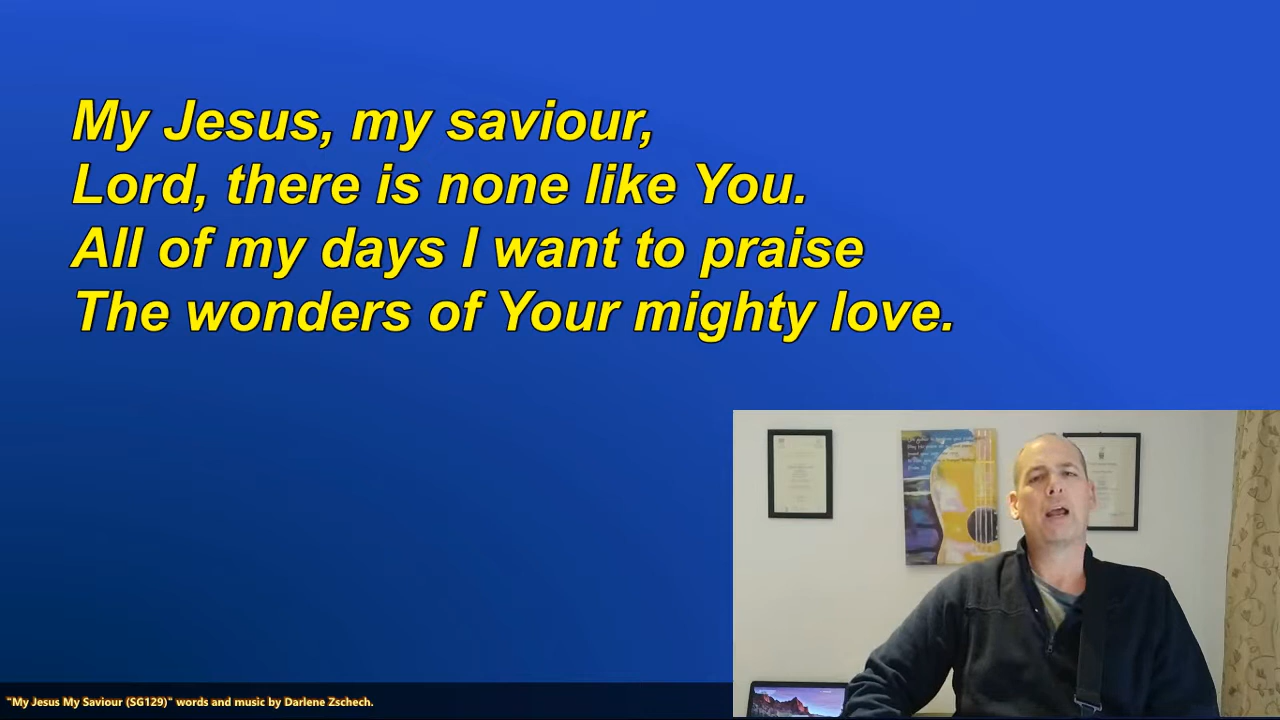 My Jesus, my saviour,
Lord, there is none like You.
All of my days I want to praise
The wonders of Your mighty love.
"My Jesus My Saviour (SG129)" words and music by Darlene Zschech.